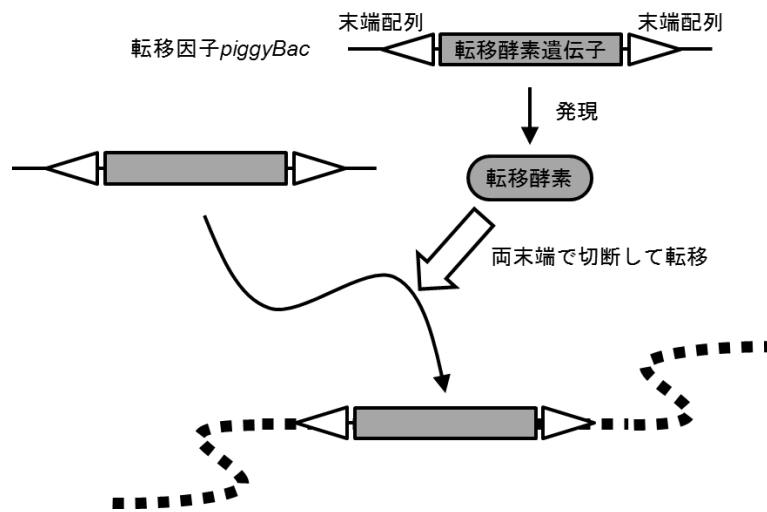 末端配列
末端配列
転移因子piggyBac
転移酵素遺伝子
発現
転移酵素
両末端で切断して転移